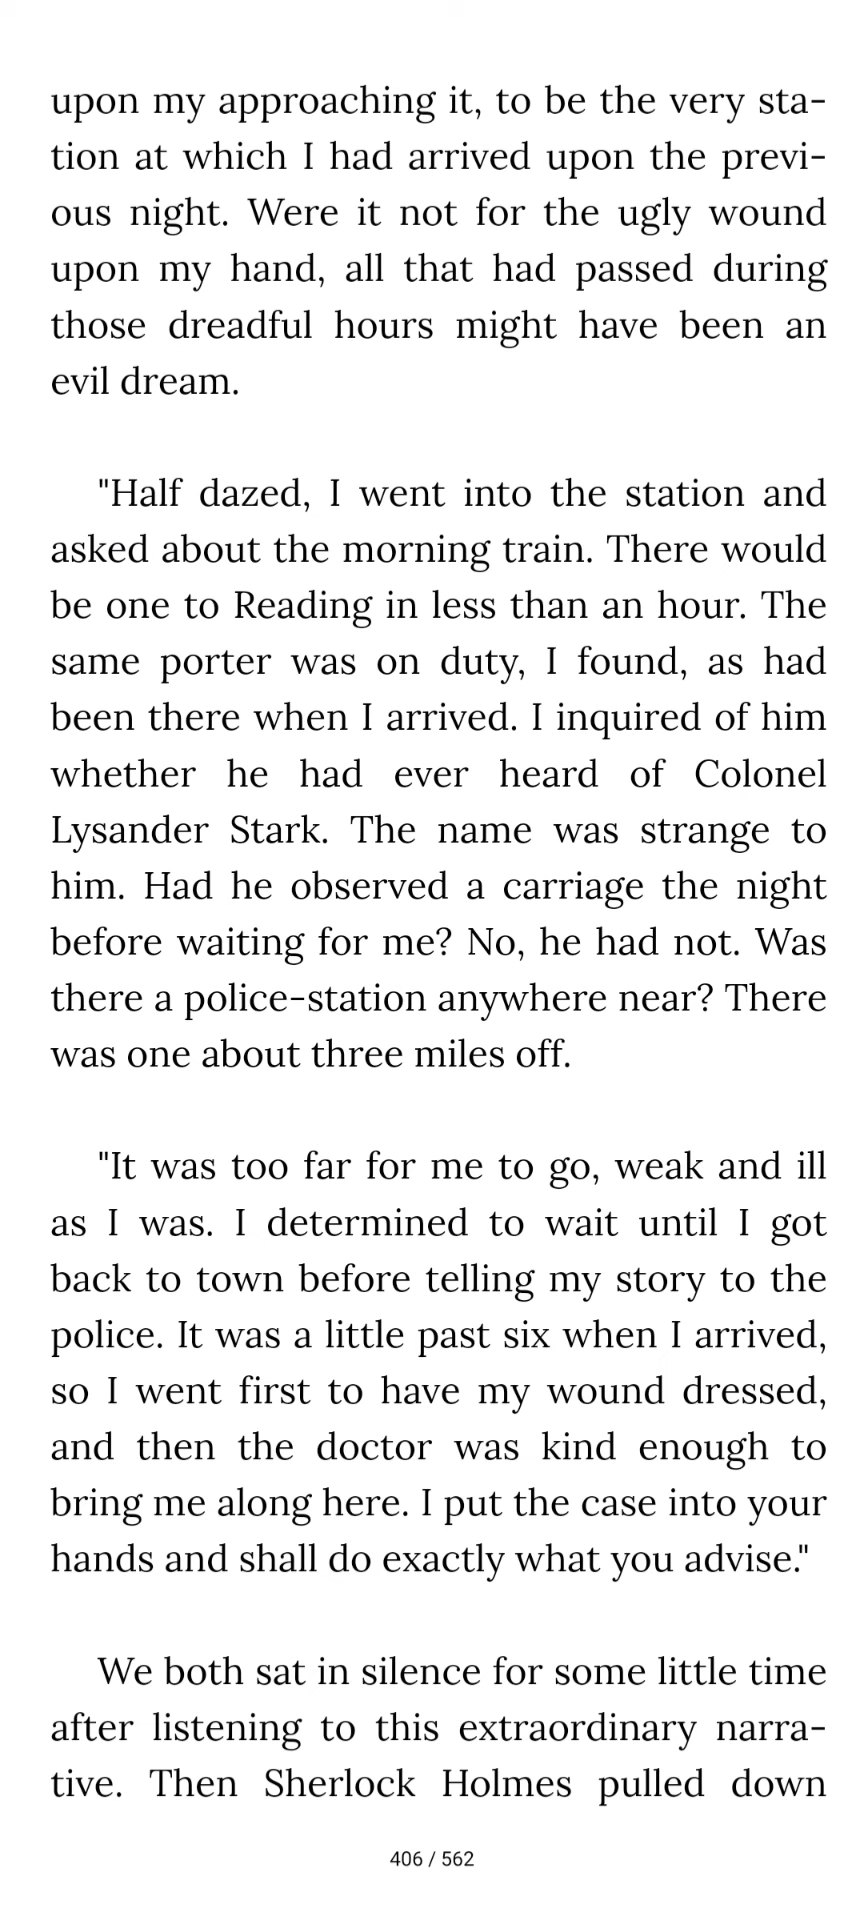 upon my approaching it, to be the very sta-
tion at which I had arrived upon the previ-
ous night. Were it not for the ugly wound
upon my hand, all that had passed during
those dreadful hours might have been an
evil dream.
"Half dazed, I went into the station and
asked about the morning train. There would
be one to Reading in less than an hour. The
same porter was on duty, I found, as had
been there when I arrived. I inquired of him
whether he had ever heard of Colonel
Lysander Stark. The name was strange to
him. Had he observed a carriage the night
before waiting for me? No, he had not. Was
there a police-station anywhere near? There
was one about three miles off.
"It was too far for me to go, weak and ill
as I was. I determined to wait until I got
back to town before telling my story to the
police. It was a little past six when I arrived,
so I went first to have my wound dressed,
and then the doctor was kind enough to
bring me along here. I put the case into your
hands and shall do exactly what you advise."
We both sat in silence for some little time
after listening to this extraordinary narra-
tive. Then Sherlock Holmes pulled down
406 / 562